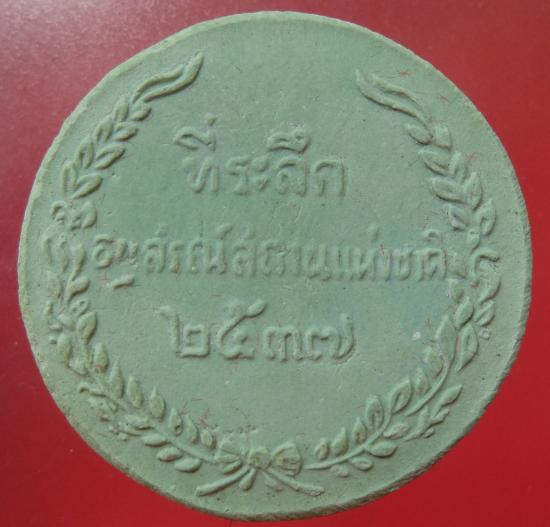 ที่ระลึก
อนุสรณ์สถานแห่งชาติ
๒๕๓๗